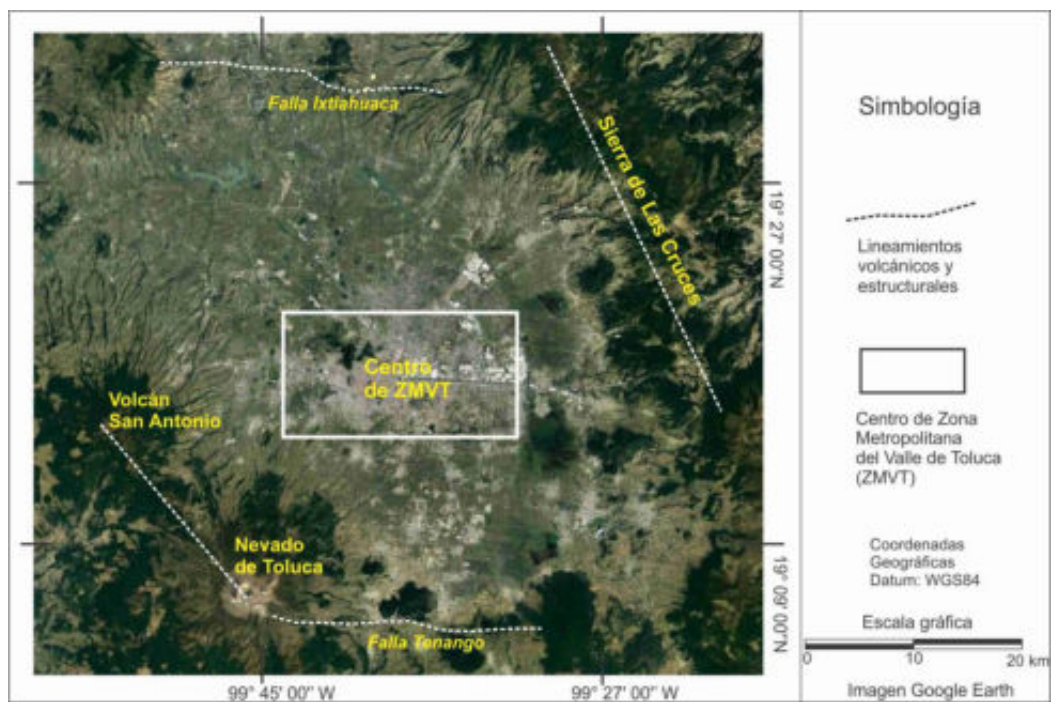 Falla Ixtlahuaca
Sierra de Las Cruces
Centro
de ZMVT
Volcán
San Antonio
Nevado
de Toluca
Falla Tenango
99° 45' 00'' W
99° 27' 00'' W
19° 27' 00''N
19° 09' 00''N
Simbología
Lineamientos
volcánicos y
estructurales
Centro de Zona
Metropolitana
del Valle de Toluca
(ZMVT)
Coordenadas
Geográficas
Datum: WGS84
Escala gráfica
0 10 20 km
Imagen Google Earth